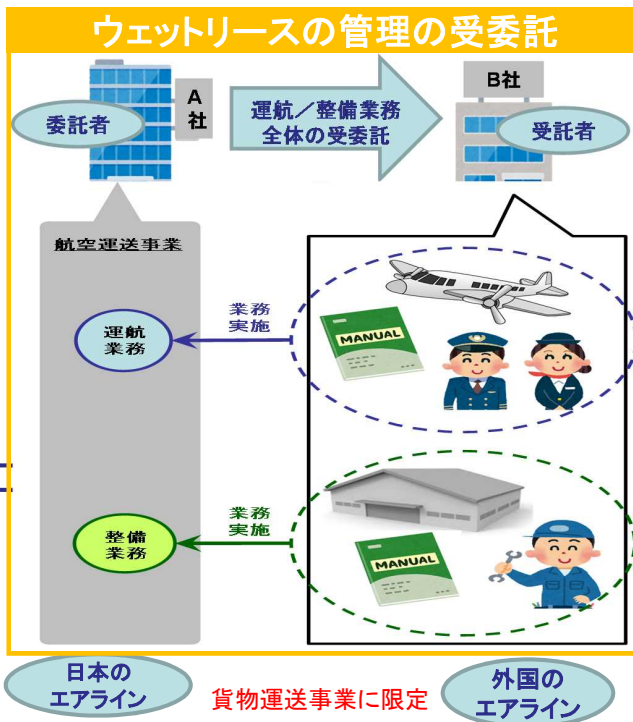 ウェットリースの管理の受委託
委託者
A
社
運航／整備業務
全体の受委託
B社
受託者
航空運送事業
運航
業務
業務
実施
MANUAL
整備
業務
業務
実施
MANUAL
日本の
エアライン
貨物運送事業に限定
外国の
エアライン